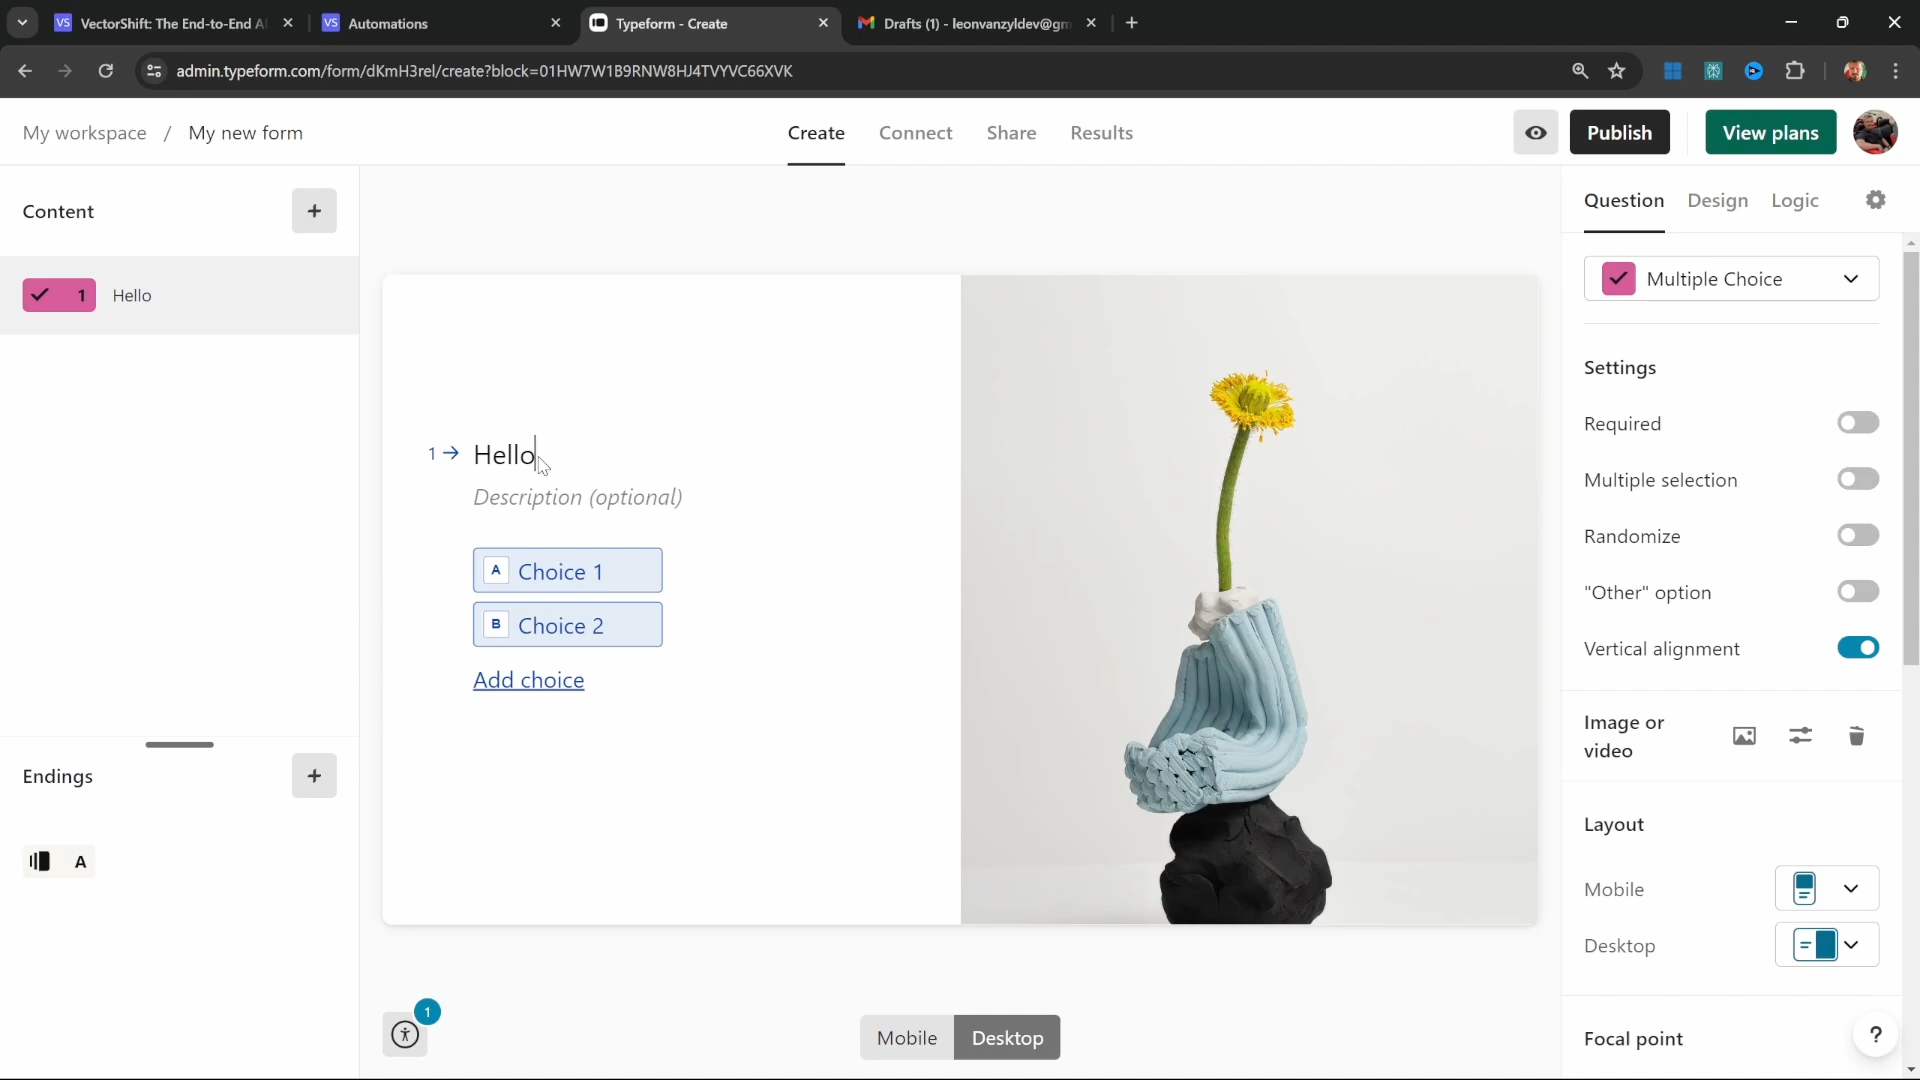 VectorShift: The End-to-End AI
Automations
Typeform - Create
Drafts (1) - leonvanzyldev@gm
admin.typeform.com/form/dKmH3rel/create?block=01HW7W1B9RNW8HJ4TVYVC66XVK
My workspace / My new form
Create
Connect
Share
Results
Publish
View plans
Content
+
1 Hello
Endings
+
A
1 → Hello
Description (optional)
A Choice 1
B Choice 2
Add choice
1
Mobile
Desktop
Question
Design
Logic
Multiple Choice
Settings
Required
Multiple selection
Randomize
"Other" option
Vertical alignment
Image or
video
Layout
Mobile
Desktop
Focal point
?